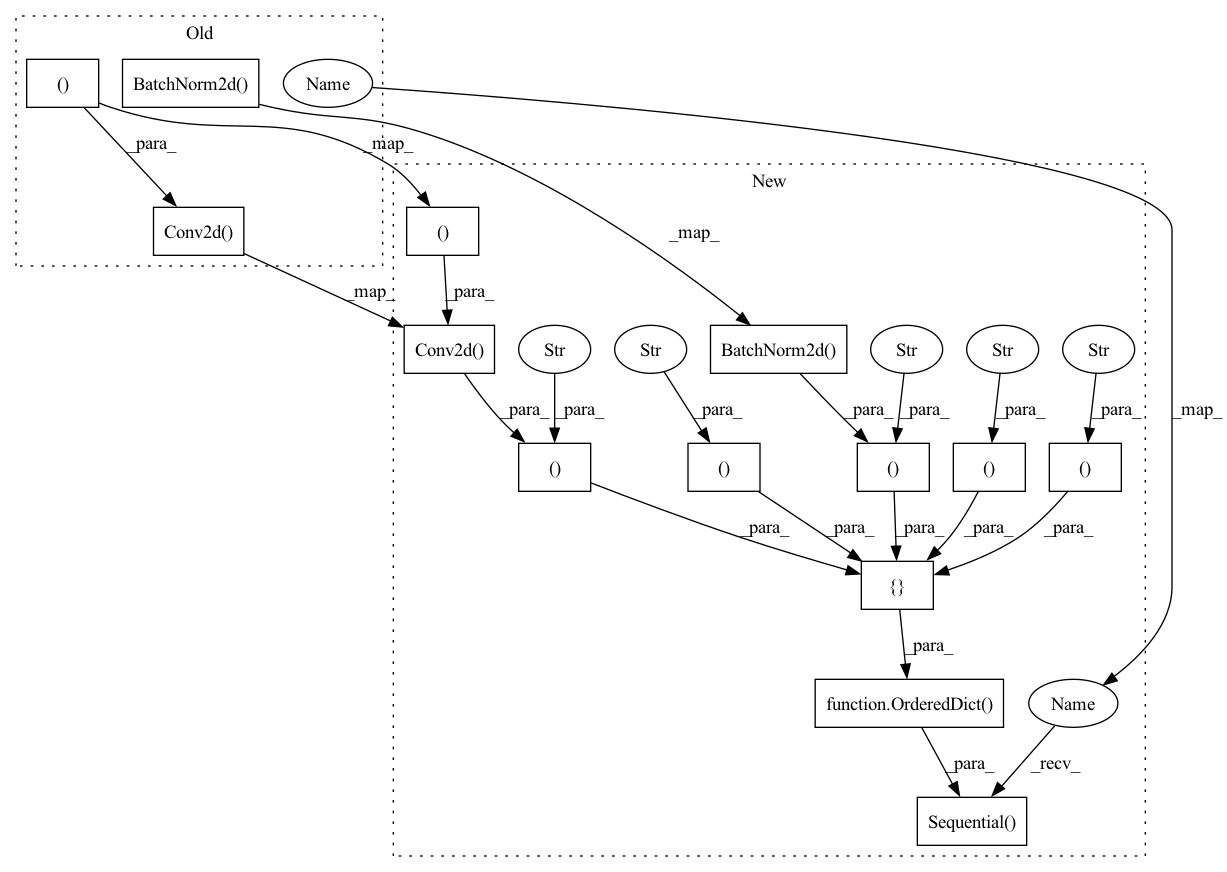 Old
()
BatchNorm2d()
Name
_para_
_map_
New
Conv2d()
()
_map_
_map_
_para_
Conv2d()
Str
Str
BatchNorm2d()
Str
Str
Str
_para_
_para_
_para_
_para_
_para_
_para_
_para_
_map_
()
()
()
()
()
_para_
_para_
_para_
_para_
_para_
{}
_para_
function.OrderedDict()
Name
_para_
_recv_
Sequential()